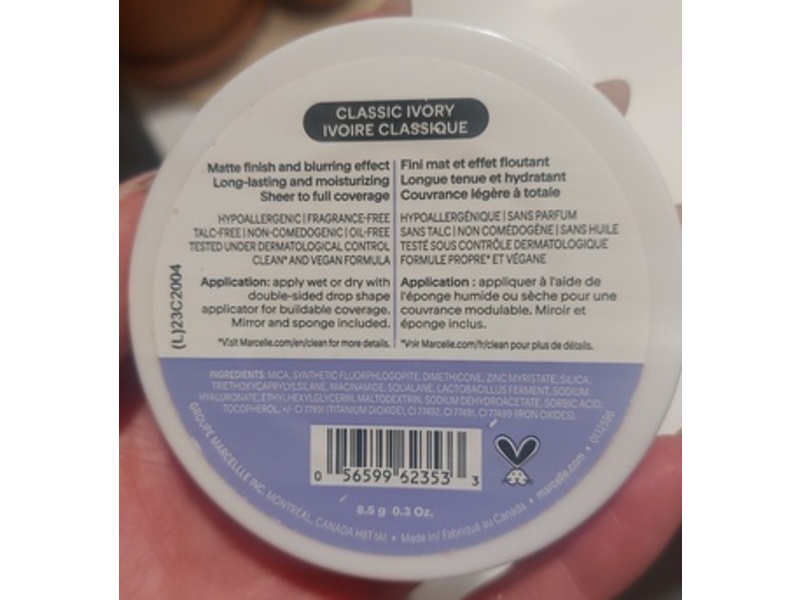 CLASSIC IVORY
IVOIRE CLASSIQUE
Matte finish and blurring effect
Long-lasting and moisturizing
Sheer to full coverage
HYPOALLERGENIC | FRAGRANCE-FREE
TALC-FREE | NON-COMEDOGENIC | OIL-FREE
TESTED UNDER DERMATOLOGICAL CONTROL
CLEAN* AND VEGAN FORMULA
Application: apply wet or dry with
double-sided drop shape
applicator for buildable coverage.
Mirror and sponge included.
*Visit Marcelle.com/en/clean for more details.
Fini mat et effet floutant
Longue tenue et hydratant
Couvrance légère à totale
HYPOALLERGÉNIQUE | SANS PARFUM
SANS TALC | NON COMÉDOGÈNE | SANS HUILE
TESTÉ SOUS CONTRÔLE DERMATOLOGIQUE
FORMULE PROPRE* ET VÉGANE
Application : appliquer à l'aide de
l'éponge humide ou sèche pour une
couvrance modulable. Miroir et
éponge inclus.
*Voir Marcelle.com/fr/clean pour plus de détails.
(L)23C2004
INGREDIENTS: MICA, SYNTHETIC FLUORPHLOGOPITE, DIMETHICONE, ZINC MYRISTATE, SILICA,
TRIETHOXYCAPRYLYLSILANE, NIACINAMIDE, SQUALANE, LACTOBACILLUS FERMENT, SODIUM
HYALURONATE, ETHYLHEXYLGLYCERIN, MALTODEXTRIN, SODIUM DEHYDROACETATE, SORBIC ACID,
TOCOPHEROL, +/- CI 77891 (TITANIUM DIOXIDE), CI 77492, CI 77491, CI 77499 (IRON OXIDES).
0 56599 62353 3
8.5 g 0.3 Oz.
GROUPE MARCELLE INC. MONTRÉAL, CANADA H8T 1A1 • Made in/ Fabriqué au Canada • marcelle.com •